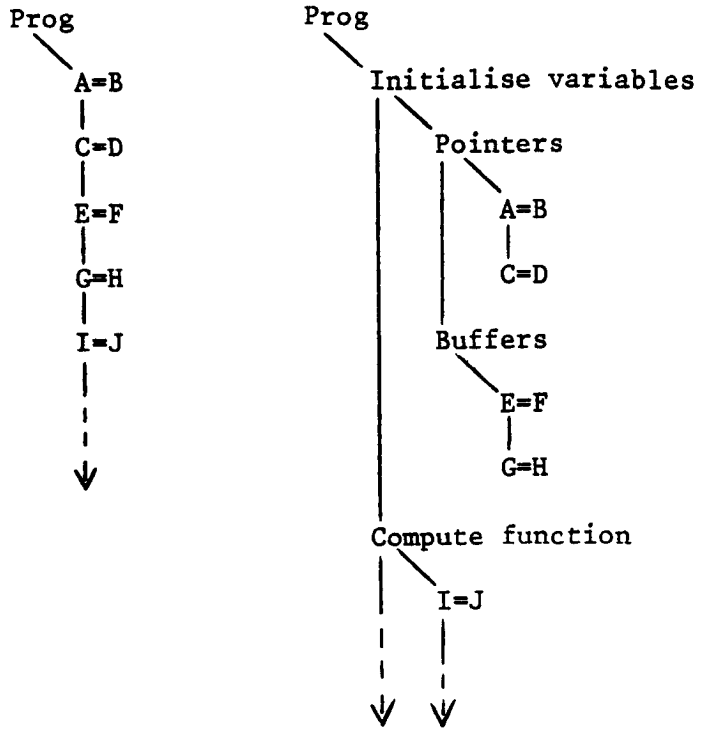 Prog
A=B
C=D
E=F
G=H
I=J
Prog
Initialise variables
Pointers
A=B
C=D
Buffers
E=F
G=H
Compute function
I=J